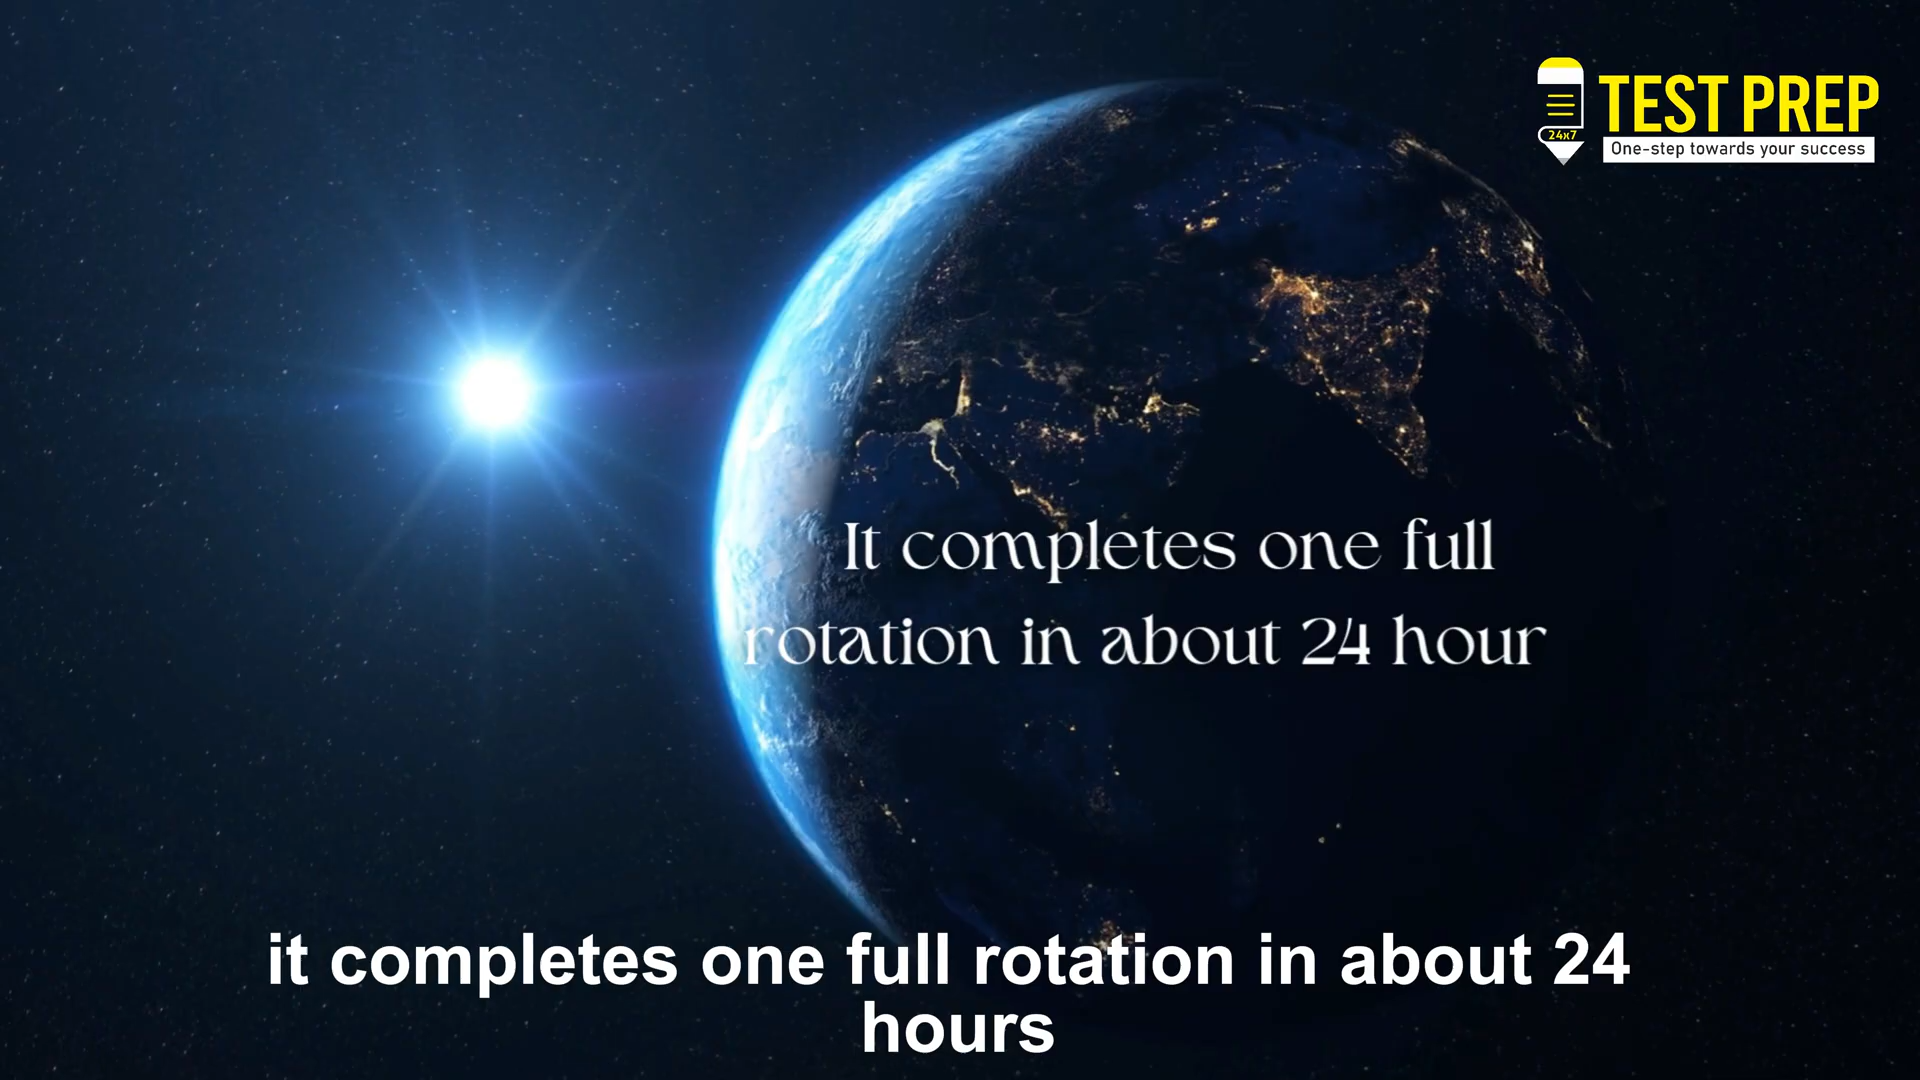 TEST PREP
24x7
One-step towards your success
It completes one full
rotation in about 24 hour
it completes one full rotation in about 24
hours